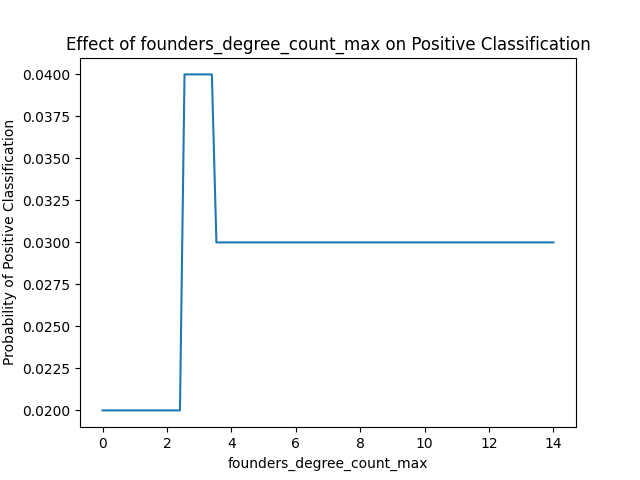 Effect of founders_degree_count_max on Positive Classification
Probability of Positive Classification
0.0400
0.0375
0.0350
0.0325
0.0300
0.0275
0.0250
0.0225
0.0200
0 2 4 6 8 10 12 14
founders_degree_count_max